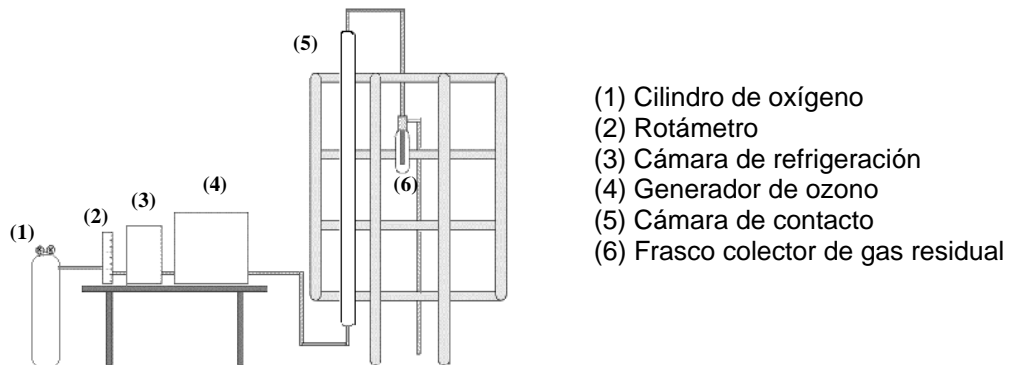 (5)
(6)
(4)
(3)
(2)
(1)
(1) Cilindro de oxígeno
(2) Rotámetro
(3) Cámara de refrigeración
(4) Generador de ozono
(5) Cámara de contacto
(6) Frasco colector de gas residual